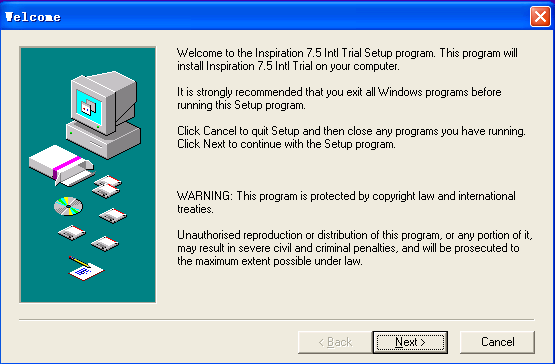 Welcome
Welcome to the Inspiration 7.5 Intl Trial Setup program. This program will
install Inspiration 7.5 Intl Trial on your computer.
It is strongly recommended that you exit all Windows programs before
running this Setup program.
Click Cancel to quit Setup and then close any programs you have running.
Click Next to continue with the Setup program.
WARNING: This program is protected by copyright law and international
treaties.
Unauthorised reproduction or distribution of this program, or any portion of it,
may result in severe civil and criminal penalties, and will be prosecuted to
the maximum extent possible under law.
< Back
Next >
Cancel